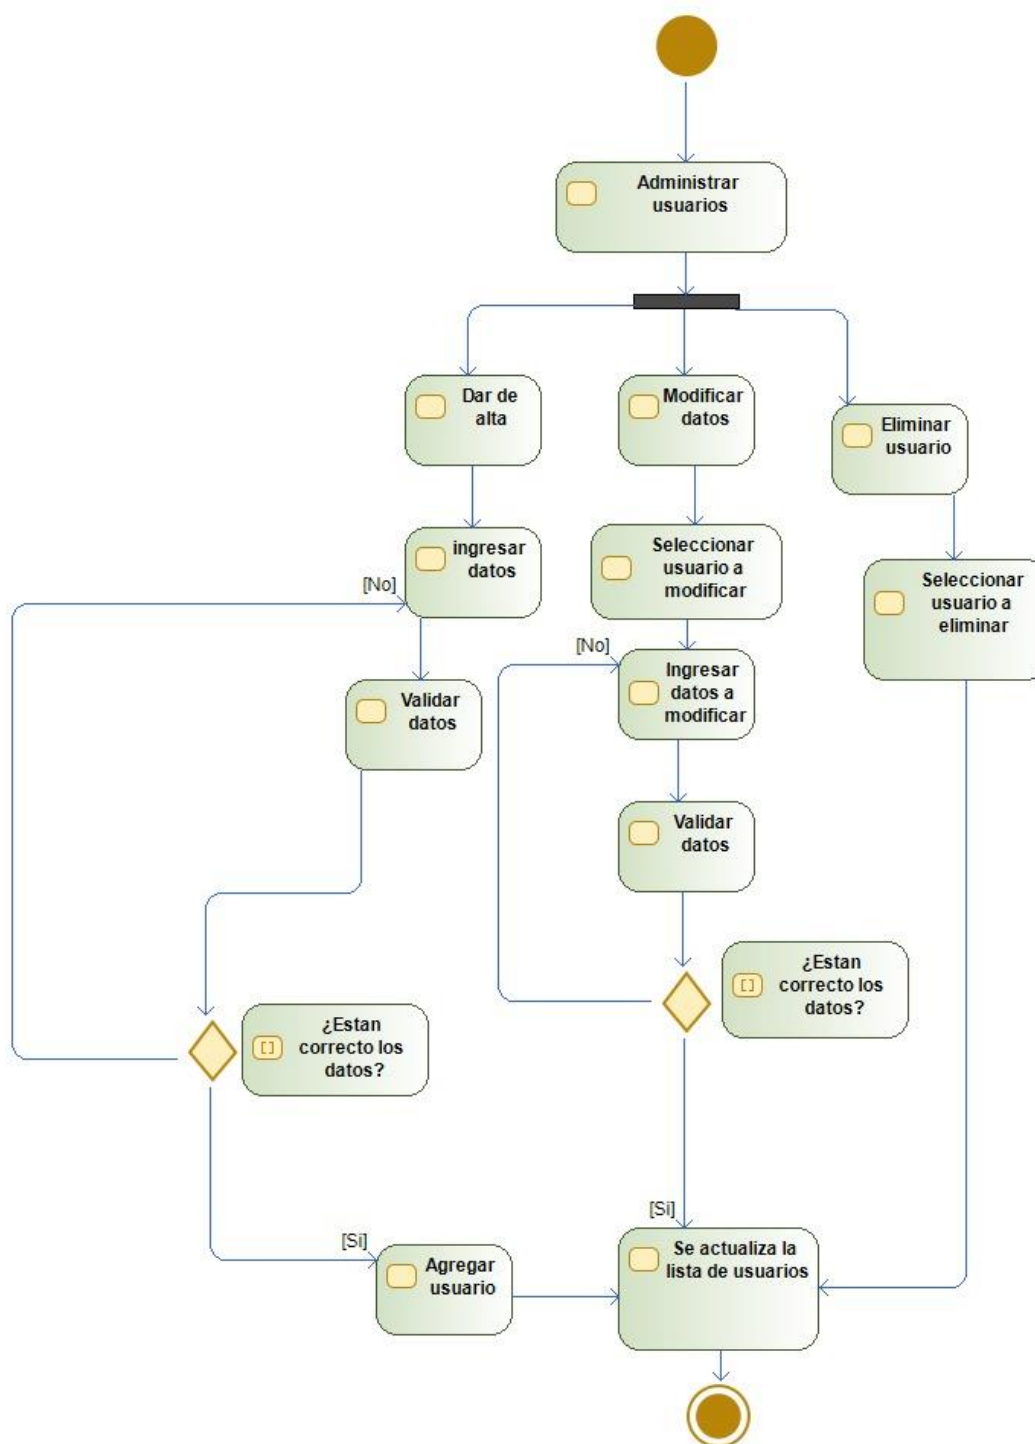 Administrar
usuarios
Dar de
alta
Modificar
datos
Eliminar
usuario
ingresar
datos
[No]
Seleccionar
usuario a
modificar
Seleccionar
usuario a
eliminar
[No]
Ingresar
datos a
modificar
Validar
datos
Validar
datos
¿Estan
correcto los
datos?
[ ]
¿Estan
correcto los
datos?
[ ]
[Si]
[Si]
Agregar
usuario
Se actualiza la
lista de usuarios